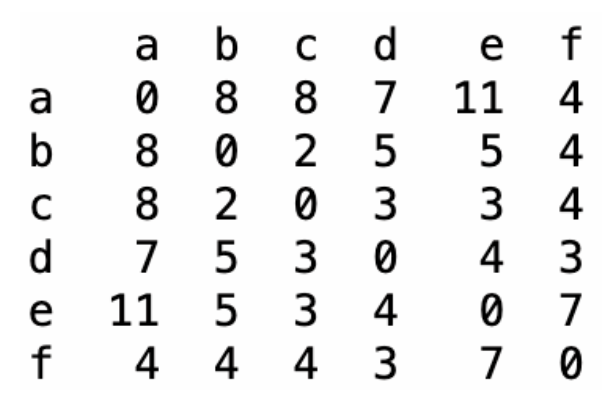 a b c d e f
a 0 8 8 7 11 4
b 8 0 2 5 5 4
c 8 2 0 3 3 4
d 7 5 3 0 4 3
e 11 5 3 4 0 7
f 4 4 4 3 7 0